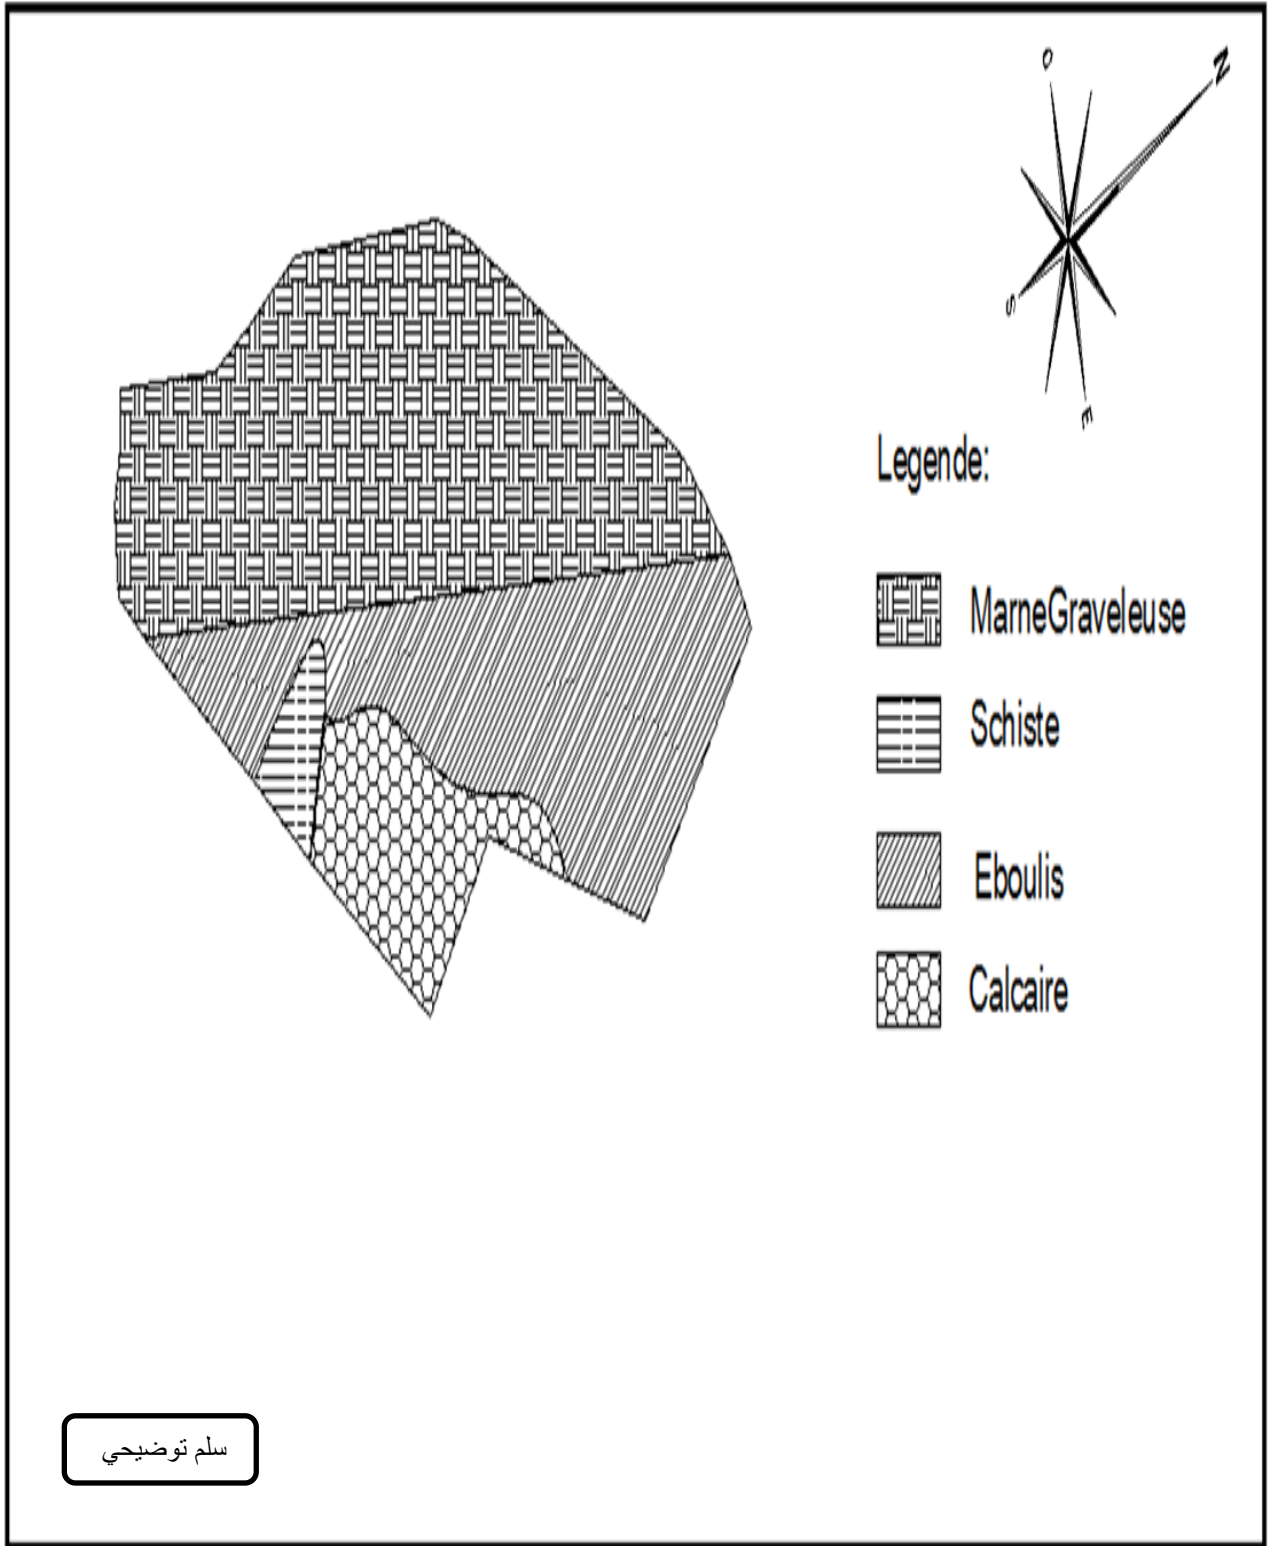 O
N
S
E
Legende:
MarneGraveleuse
Schiste
Eboulis
Calcaire
سلم توضيحي